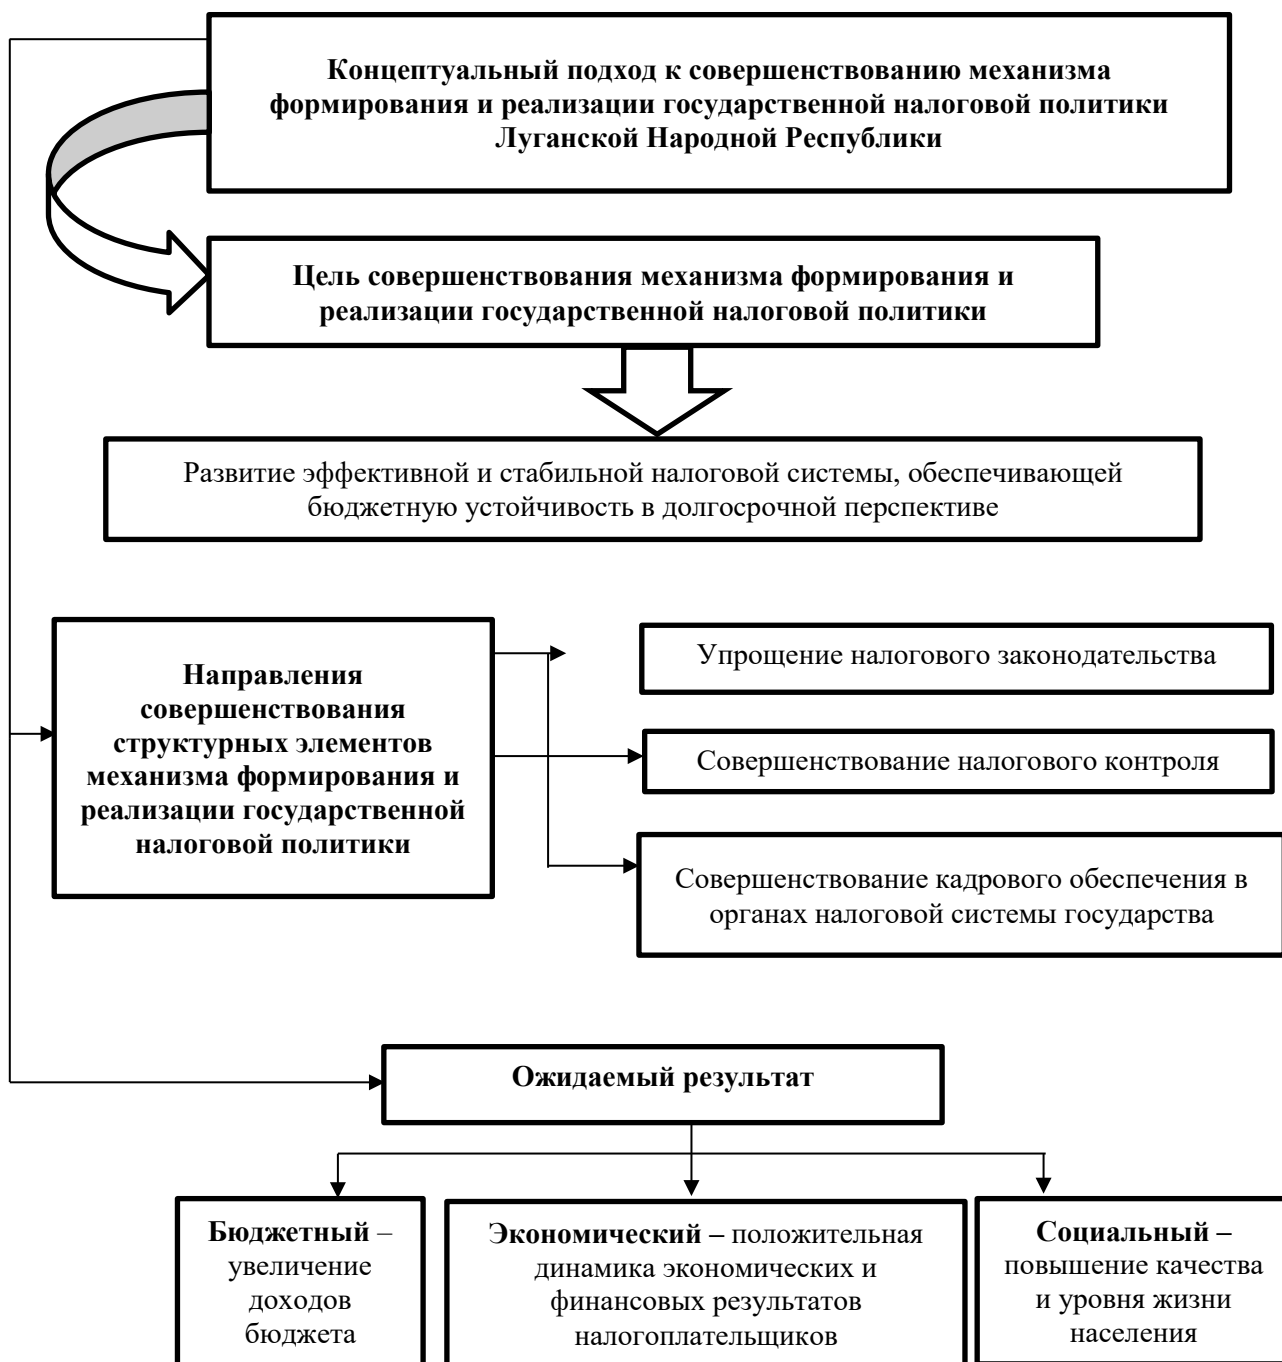 Концептуальный подход к совершенствованию механизма
формирования и реализации государственной налоговой политики
Луганской Народной Республики
Цель совершенствования механизма формирования и
реализации государственной налоговой политики
Развитие эффективной и стабильной налоговой системы, обеспечивающей
бюджетную устойчивость в долгосрочной перспективе
Направления
совершенствования
структурных элементов
механизма формирования и
реализации государственной
налоговой политики
Упрощение налогового законодательства
Совершенствование налогового контроля
Совершенствование кадрового обеспечения в
органах налоговой системы государства
Ожидаемый результат
Бюджетный –
увеличение
доходов
бюджета
Экономический – положительная
динамика экономических и
финансовых результатов
налогоплательщиков
Социальный –
повышение качества
и уровня жизни
населения